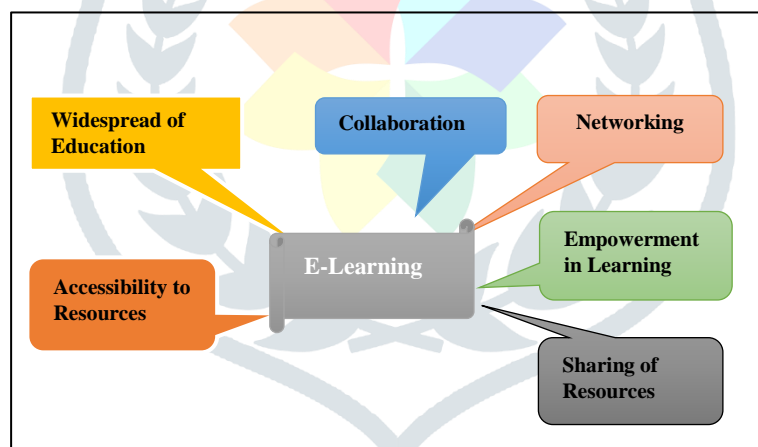 Widespread of
Education
Collaboration
Networking
E-Learning
Empowerment
in Learning
Accessibility to
Resources
Sharing of
Resources